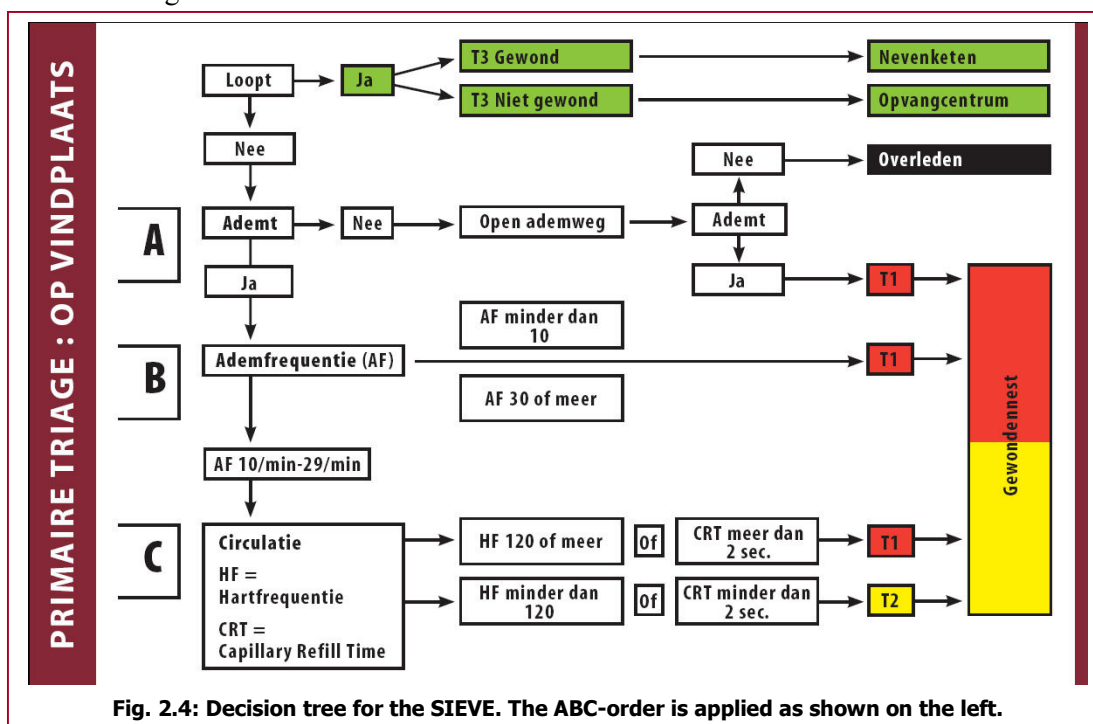 PRIMAIRE TRIAGE : OP VINDPLAATS
Loopt
Ja
T3 Gewond
Nevenketen
T3 Niet gewond
Opvangcentrum
Nee
Nee
Overleden
A
Ademt
Nee
Open ademweg
Ademt
Ja
Ja
T1
AF minder dan
10
B
Ademfrequentie (AF)
T1
AF 30 of meer
Gewondennest
AF 10/min-29/min
C
Circulatie
HF =
Hartfrequentie
CRT =
Capillary Refill Time
HF 120 of meer
Of
CRT meer dan
2 sec.
T1
HF minder dan
120
Of
CRT minder dan
2 sec.
T2
Fig. 2.4: Decision tree for the SIEVE. The ABC-order is applied as shown on the left.